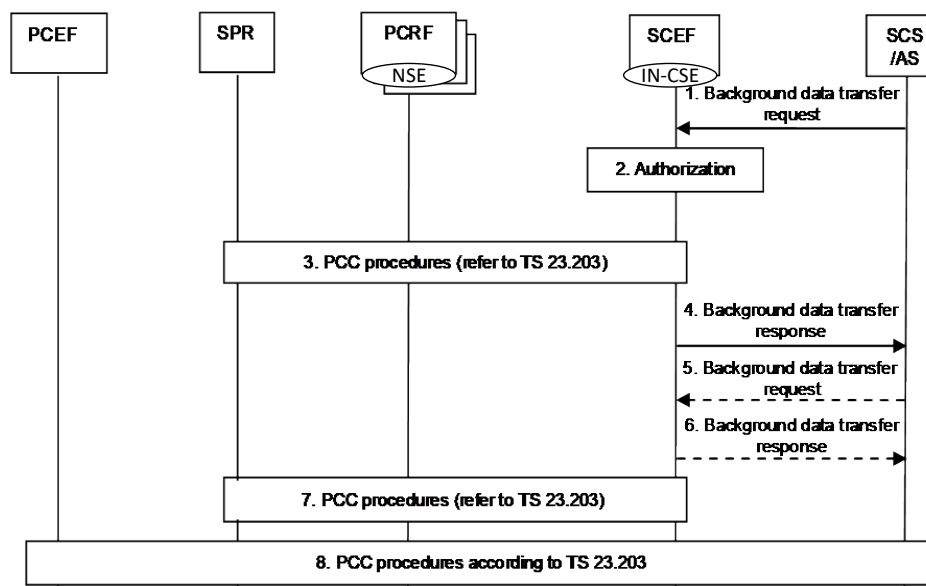 PCEF
SPR
PCRF
NSE
SCEF
IN-CSE
SCS
/AS
1. Background data transfer
request
2. Authorization
3. PCC procedures (refer to TS 23.203)
4. Background data transfer
response
5. Background data transfer
request
6. Background data transfer
response
7. PCC procedures (refer to TS 23.203)
8. PCC procedures according to TS 23.203